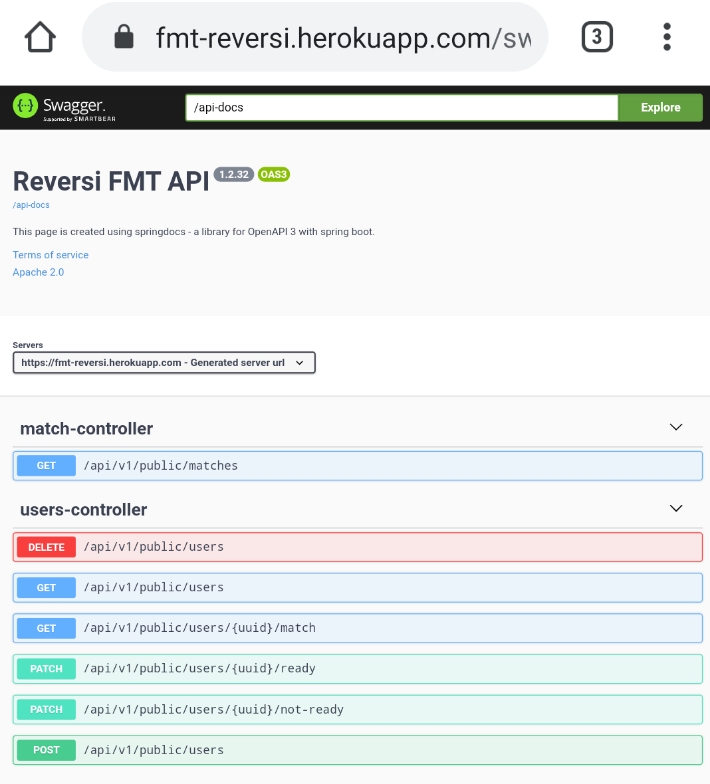 fmt-reversi.herokuapp.com/sw
3
Swagger.
Supported by SMARTBEAR
/api-docs
Explore
Reversi FMT API 1.2.32 OAS3
/api-docs
This page is created using springdocs - a library for OpenAPI 3 with spring boot.
Terms of service
Apache 2.0
Servers
https://fmt-reversi.herokuapp.com - Generated server url
match-controller
GET /api/v1/public/matches
users-controller
DELETE /api/v1/public/users
GET /api/v1/public/users
GET /api/v1/public/users/{uuid}/match
PATCH /api/v1/public/users/{uuid}/ready
PATCH /api/v1/public/users/{uuid}/not-ready
POST /api/v1/public/users